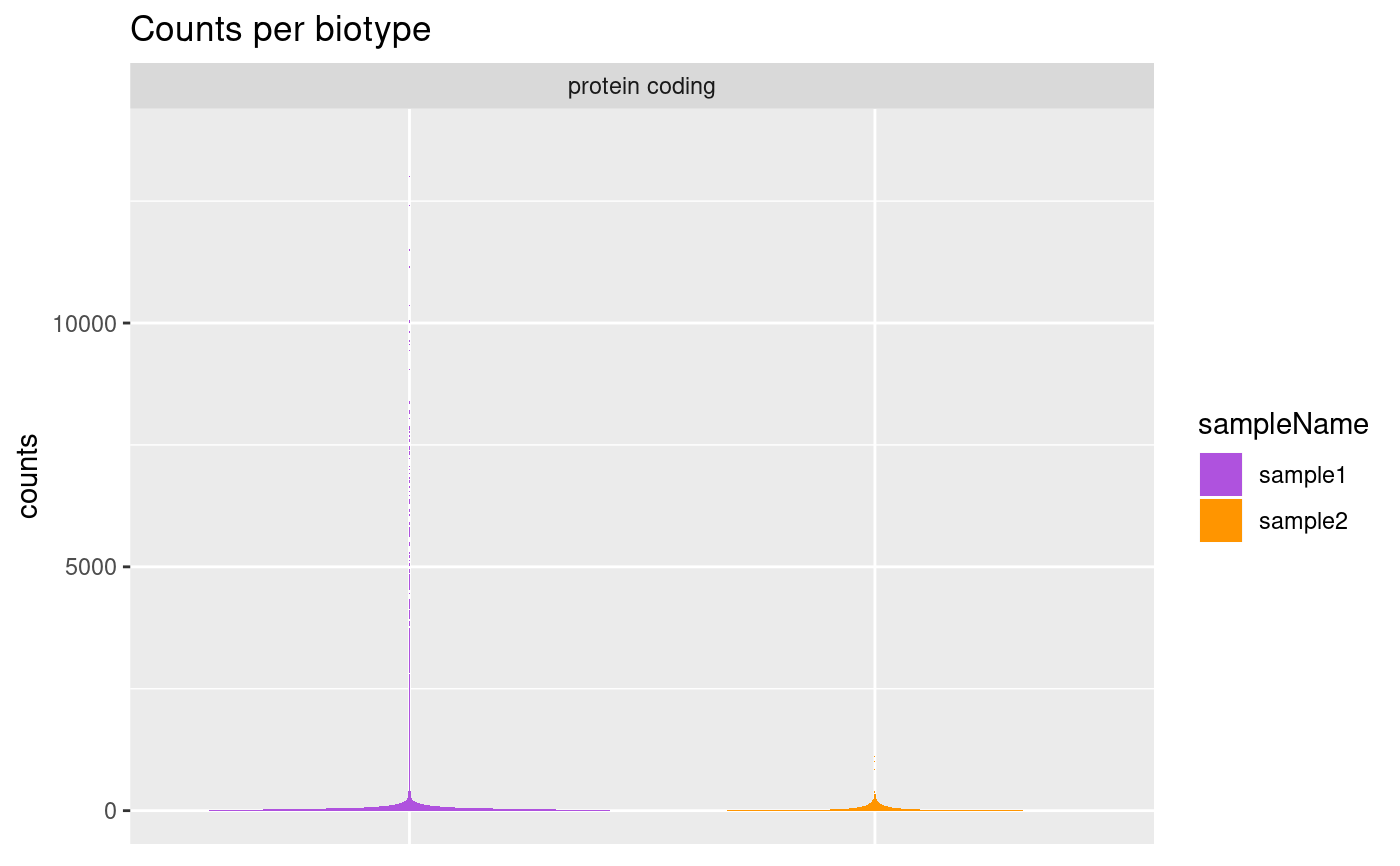 Counts per biotype
protein coding
10000
5000
0
counts
sampleName
sample1
sample2